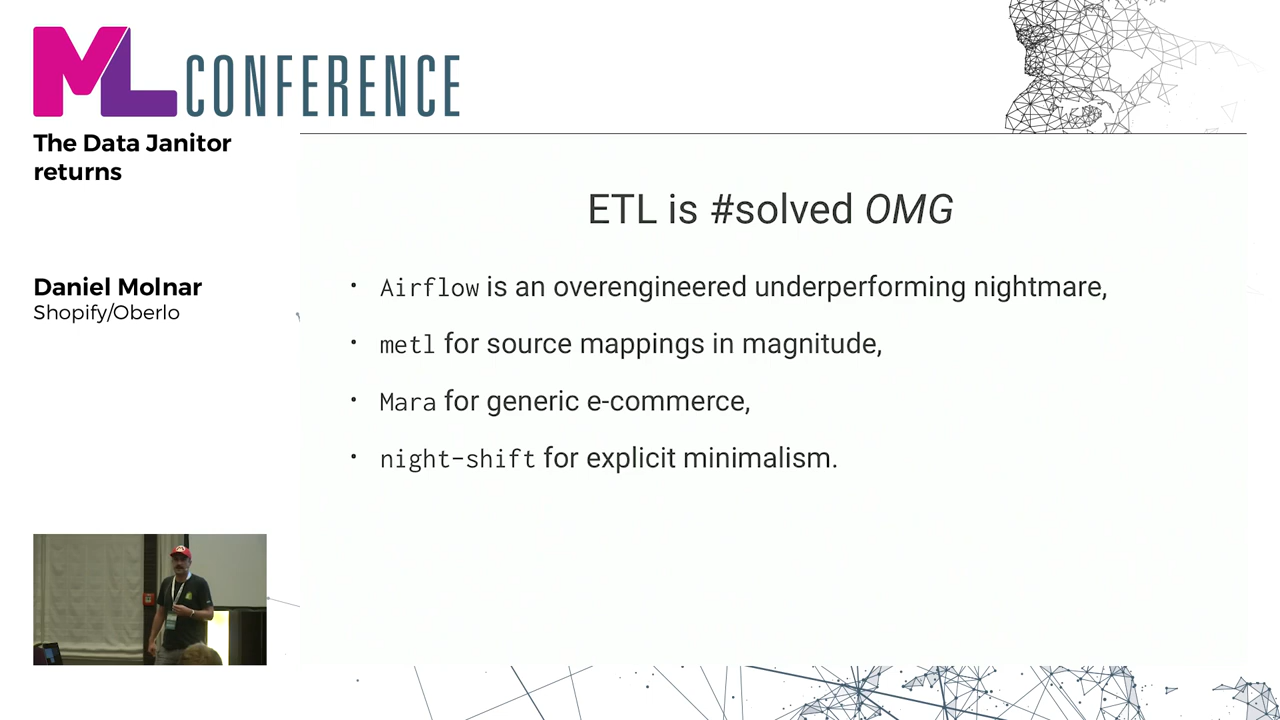 ML CONFERENCE
The Data Janitor
returns
Daniel Molnar
Shopify/Oberlo
ETL is #solved OMG
• Airflow is an overengineered underperforming nightmare,
• metl for source mappings in magnitude,
• Mara for generic e-commerce,
• night-shift for explicit minimalism.